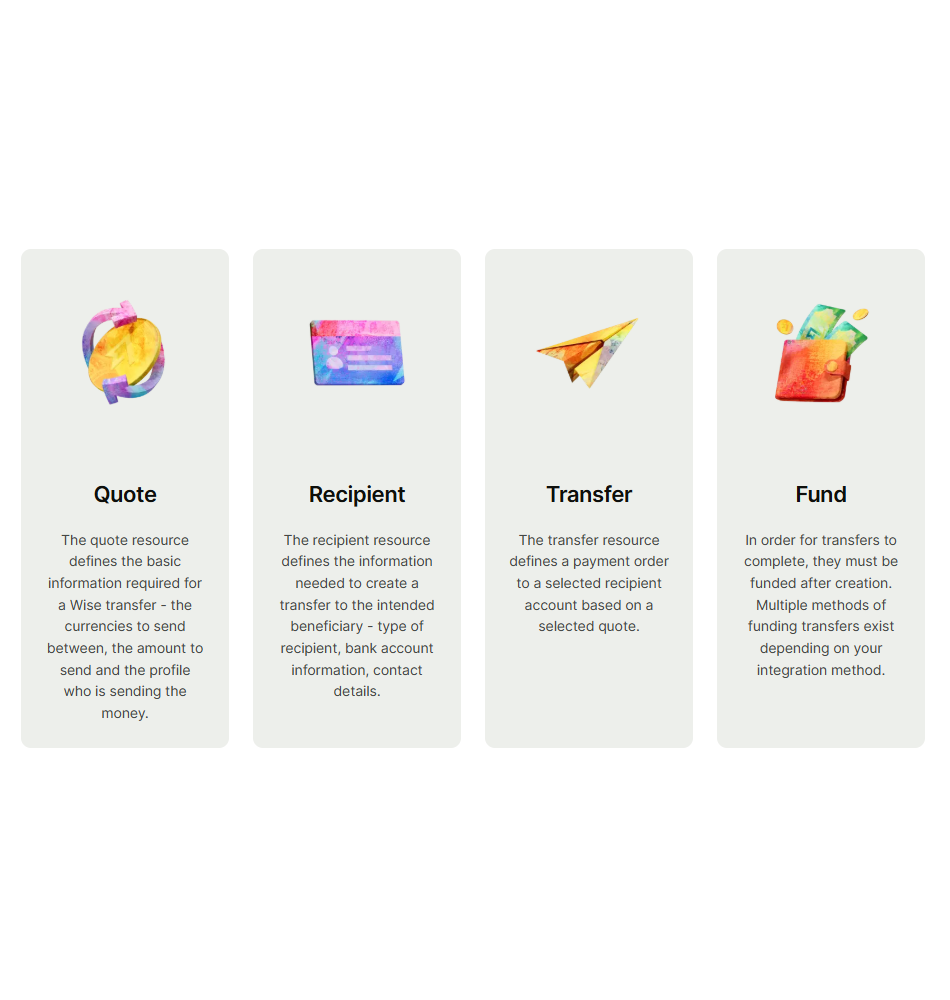 Quote
The quote resource
defines the basic
information required for
a Wise transfer - the
currencies to send
between, the amount to
send and the profile
who is sending the
money.
Recipient
The recipient resource
defines the information
needed to create a
transfer to the intended
beneficiary - type of
recipient, bank account
information, contact
details.
Transfer
The transfer resource
defines a payment order
to a selected recipient
account based on a
selected quote.
Fund
In order for transfers to
complete, they must be
funded after creation.
Multiple methods of
funding transfers exist
depending on your
integration method.